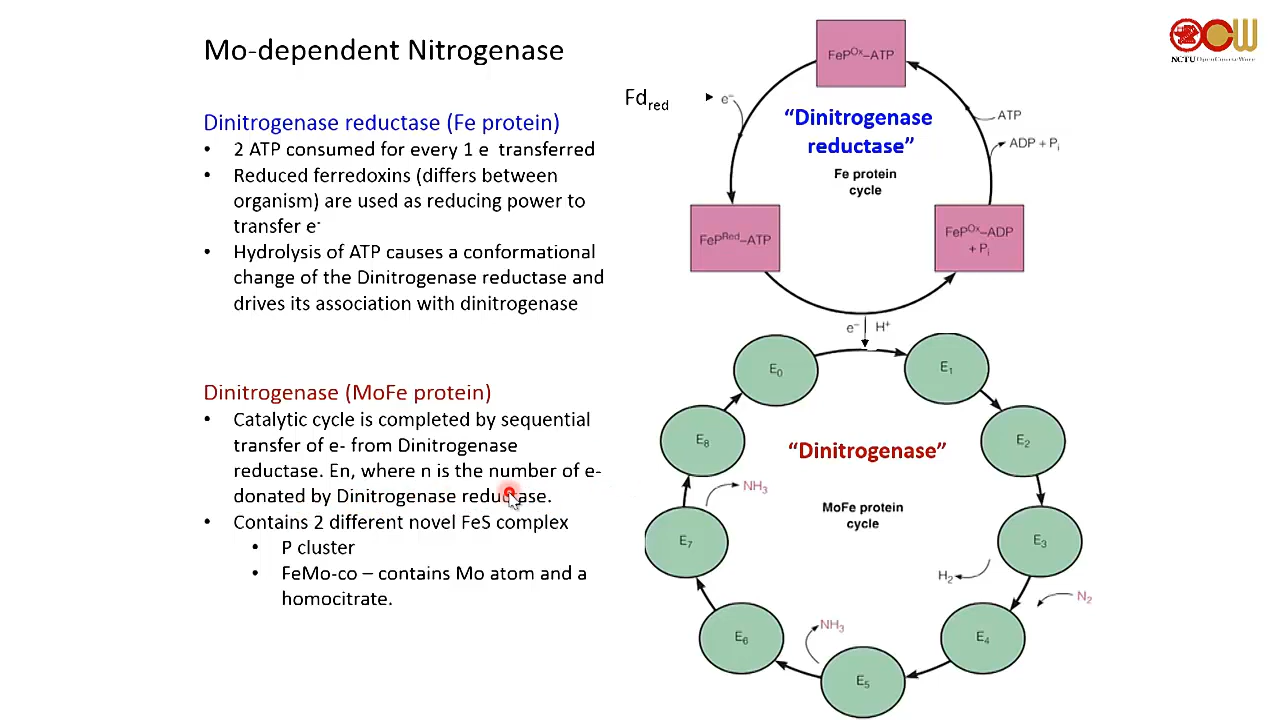 Mo-dependent Nitrogenase
Dinitrogenase reductase (Fe protein)
• 2 ATP consumed for every 1 e transferred
• Reduced ferredoxins (differs between
organism) are used as reducing power to
transfer e-
• Hydrolysis of ATP causes a conformational
change of the Dinitrogenase reductase and
drives its association with dinitrogenase
Dinitrogenase (MoFe protein)
• Catalytic cycle is completed by sequential
transfer of e- from Dinitrogenase
reductase. En, where n is the number of e-
donated by Dinitrogenase reductase.
• Contains 2 different novel FeS complex
• P cluster
• FeMo-co – contains Mo atom and a
homocitrate.
FePOx–ATP
Fdred
e–
"Dinitrogenase
reductase"
Fe protein
cycle
ATP
ADP + Pi
FePRed–ATP
FePOx–ADP
+ Pi
e–
H+
E0
E1
E2
E3
E4
E5
E6
E7
E8
"Dinitrogenase"
MoFe protein
cycle
NH3
H2
N2
NH3
NCTU OpenCourseWare
OCW